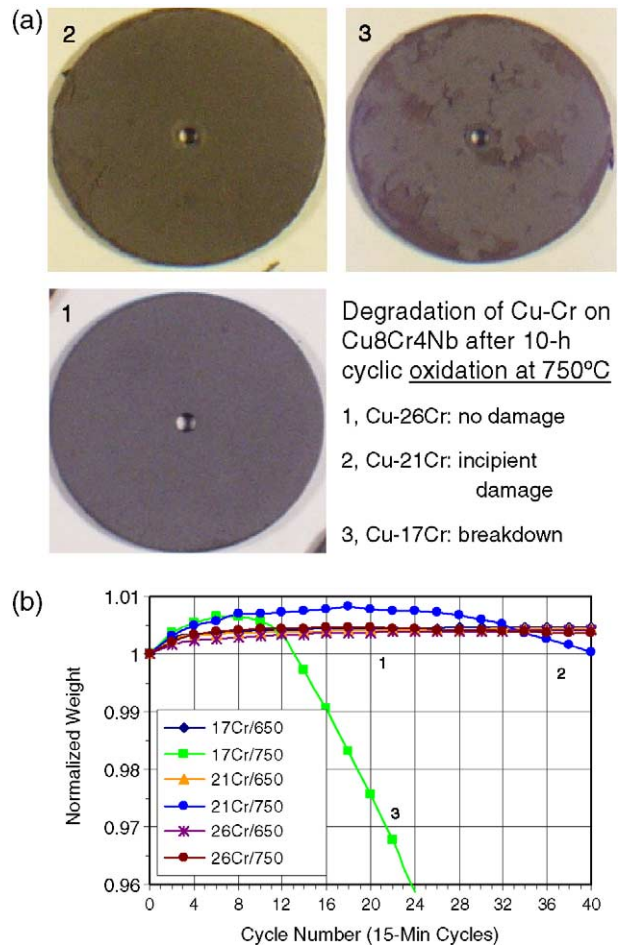 (a)
2
3
1
Degradation of Cu-Cr on
Cu8Cr4Nb after 10-h
cyclic oxidation at 750ºC
1, Cu-26Cr: no damage
2, Cu-21Cr: incipient
damage
3, Cu-17Cr: breakdown
(b)
Normalized Weight
1.01
1
0.99
0.98
0.97
0.96
1
2
3
17Cr/650
17Cr/750
21Cr/650
21Cr/750
26Cr/650
26Cr/750
0 4 8 12 16 20 24 28 32 36 40
Cycle Number (15-Min Cycles)